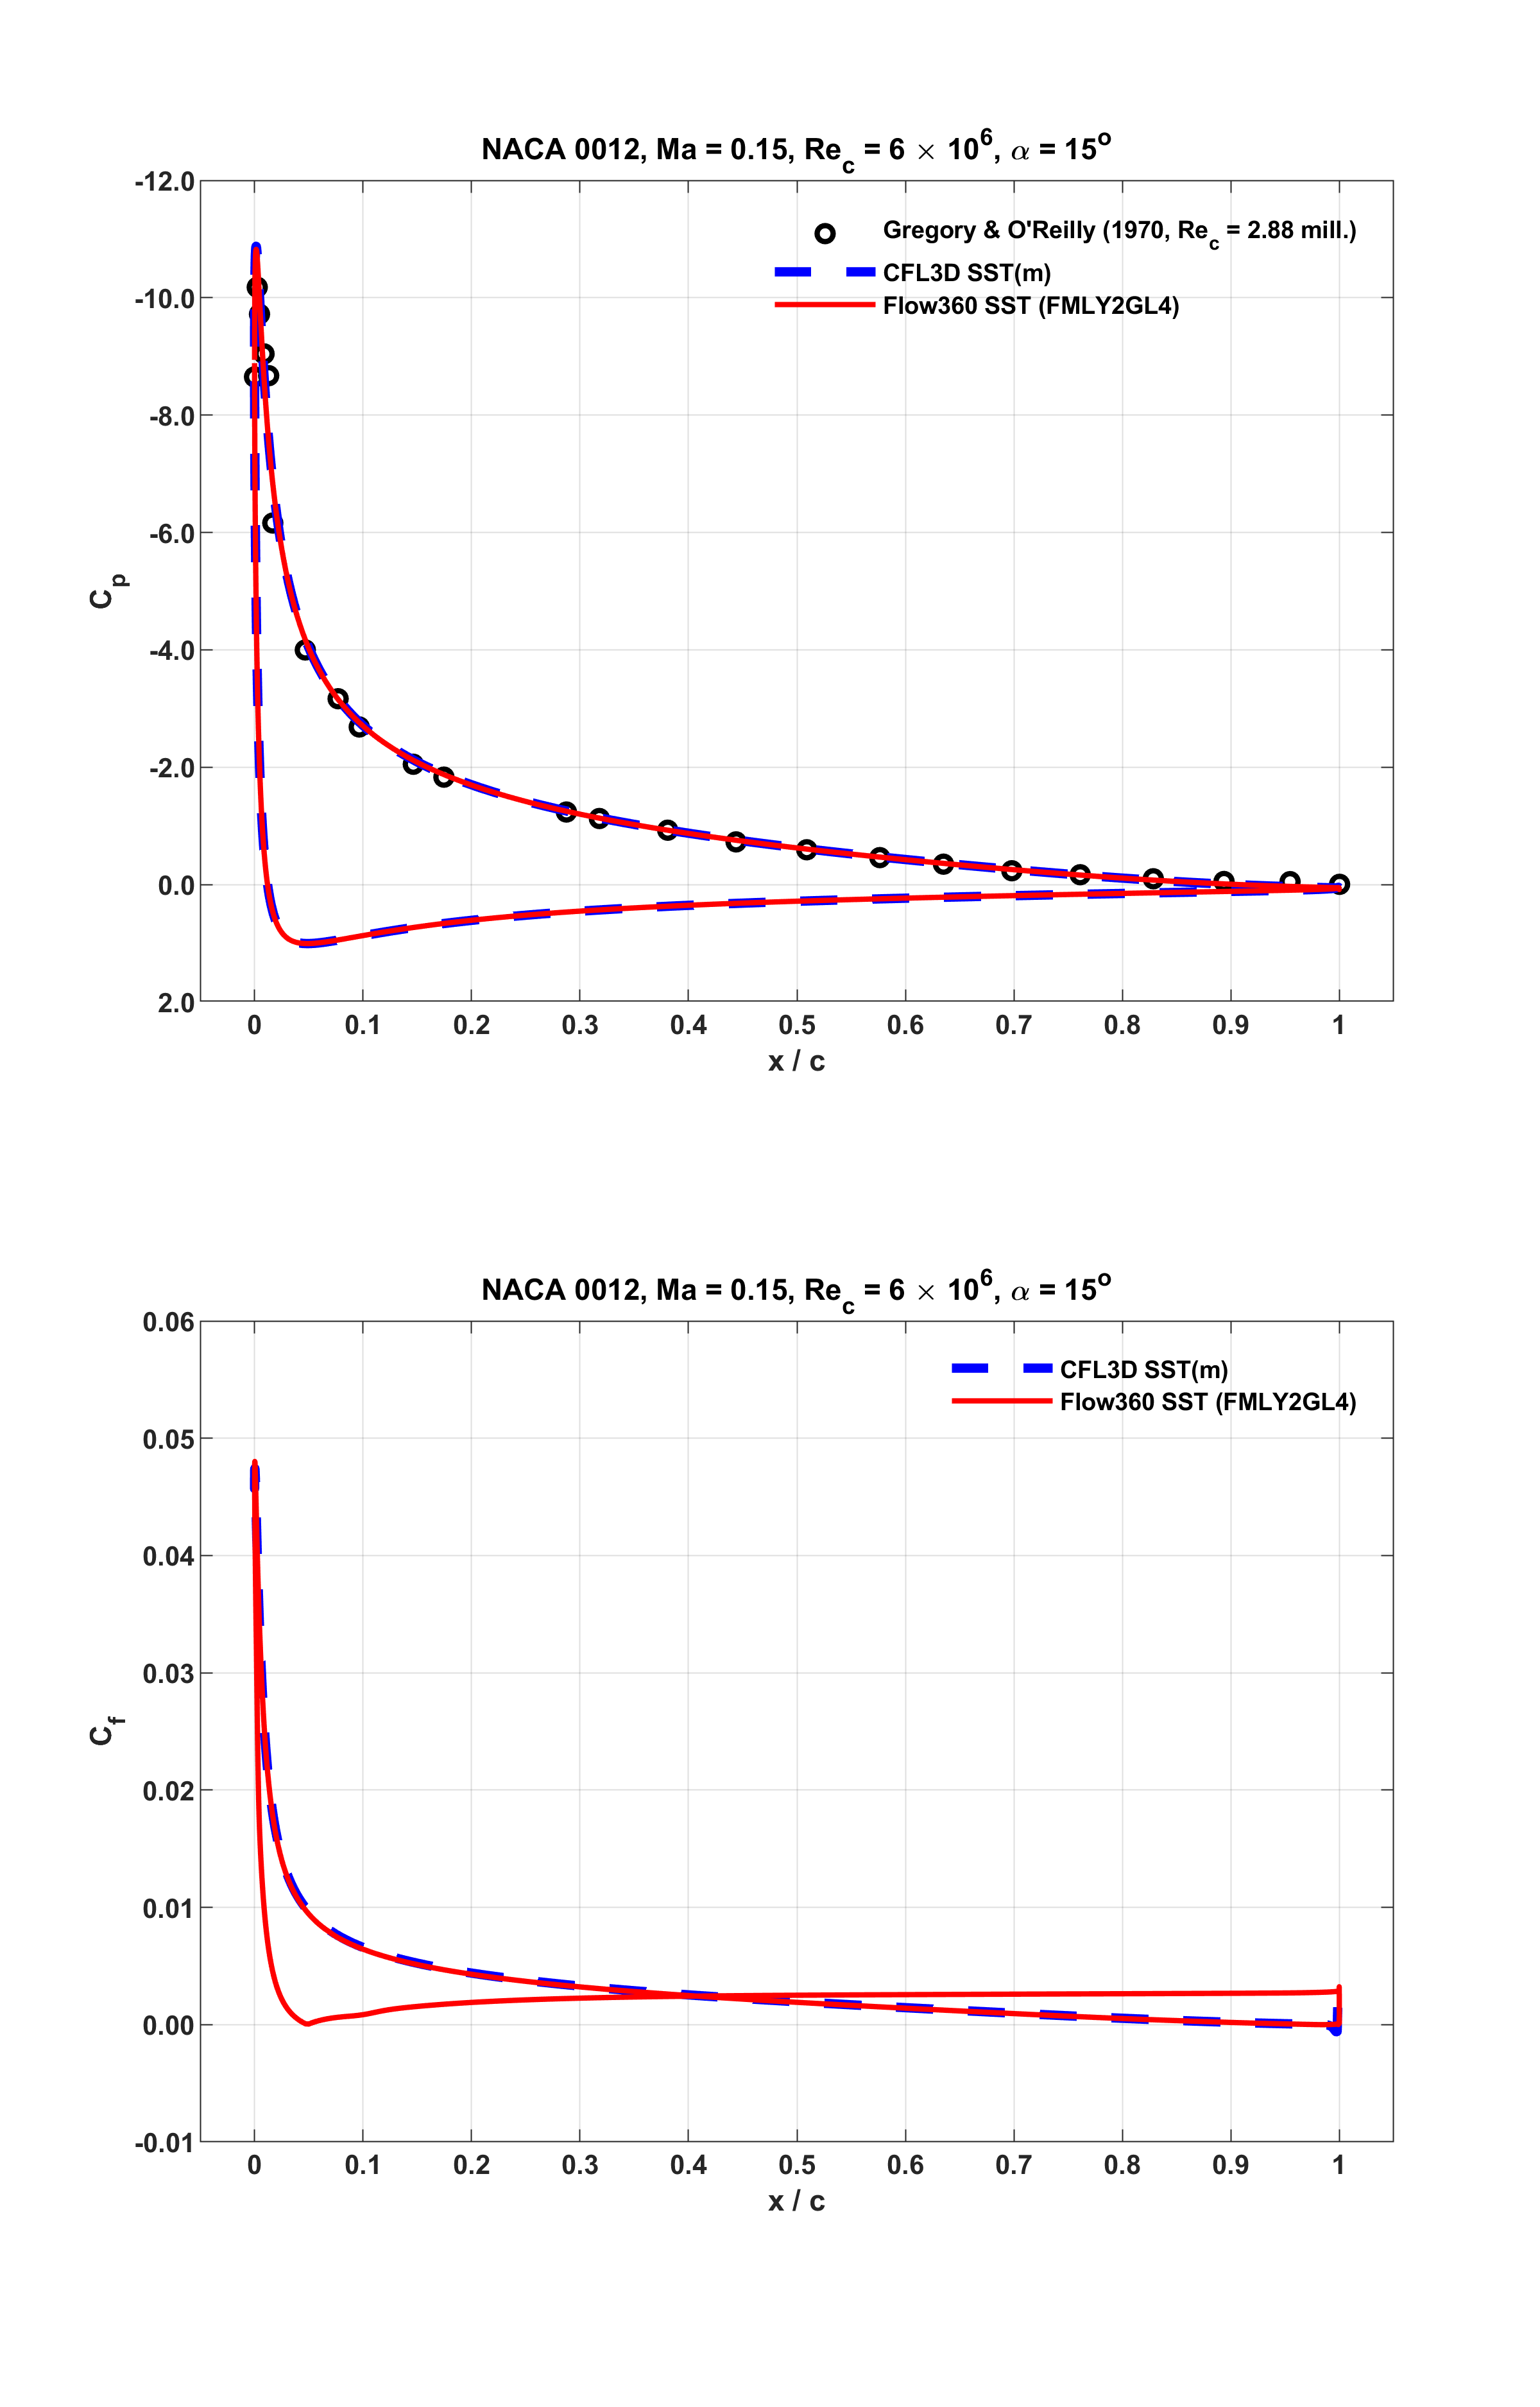 NACA 0012, Ma = 0.15, Re_c = 6 × 10^6, α = 15^o
-12.0
-10.0
-8.0
-6.0
-4.0
-2.0
0.0
2.0
C_p
Gregory & O'Reilly (1970, Re_c = 2.88 mill.)
CFL3D SST(m)
Flow360 SST (FMLY2GL4)
0 0.1 0.2 0.3 0.4 0.5 0.6 0.7 0.8 0.9 1
x / c
NACA 0012, Ma = 0.15, Re_c = 6 × 10^6, α = 15^o
0.06
0.05
0.04
0.03
0.02
0.01
0.00
-0.01
C_f
CFL3D SST(m)
Flow360 SST (FMLY2GL4)
0 0.1 0.2 0.3 0.4 0.5 0.6 0.7 0.8 0.9 1
x / c